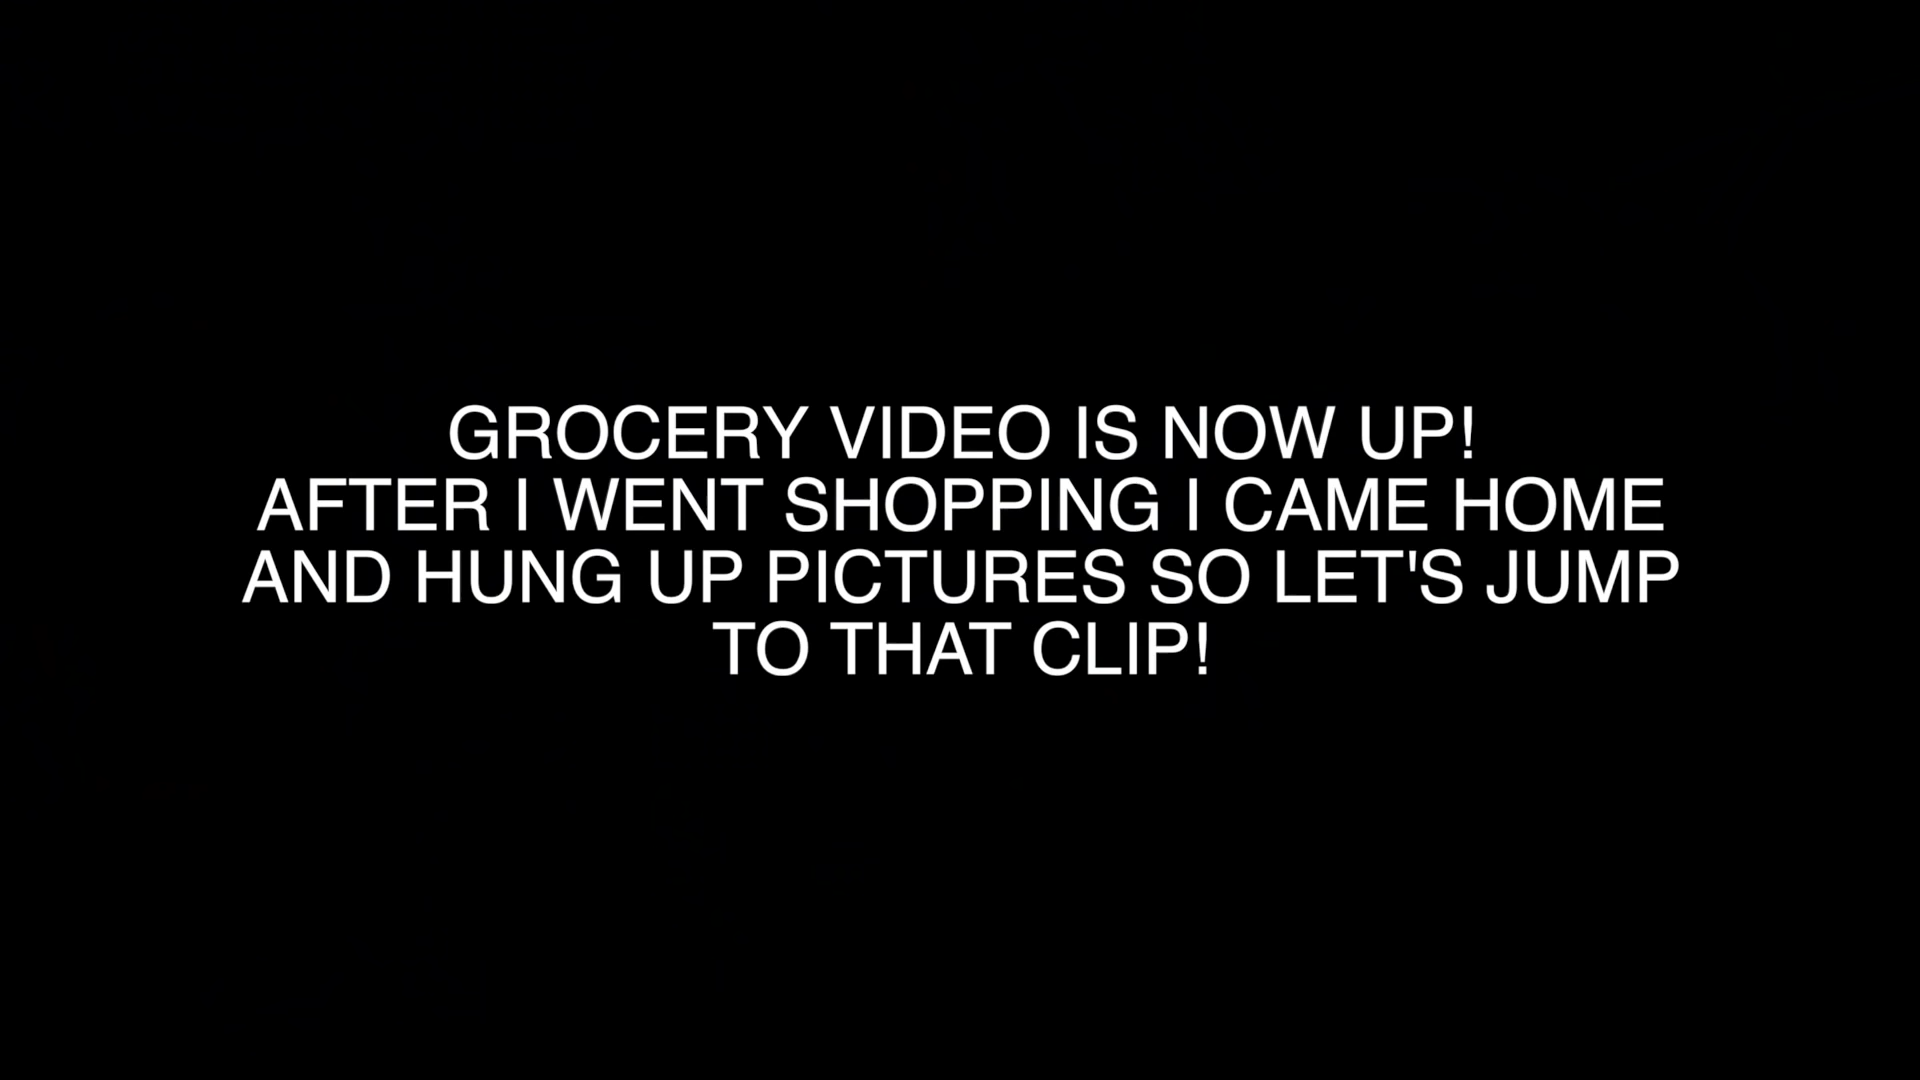 GROCERY VIDEO IS NOW UP!
AFTER I WENT SHOPPING I CAME HOME
AND HUNG UP PICTURES SO LET'S JUMP
TO THAT CLIP!